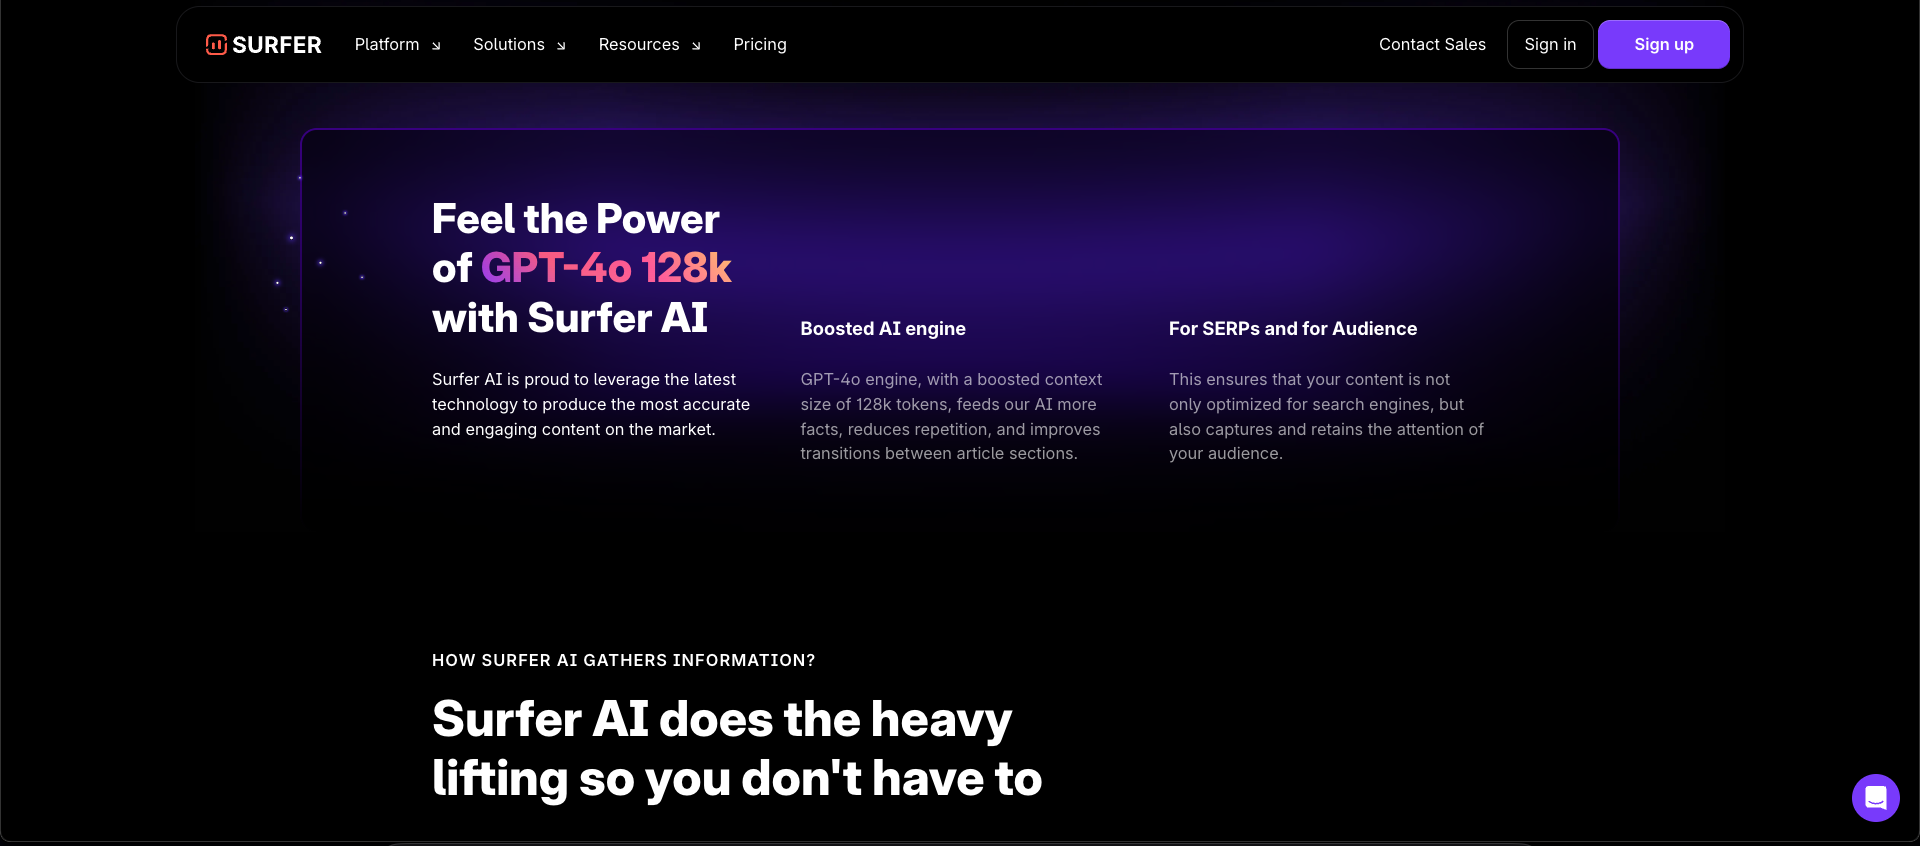 SURFER
Platform
Solutions
Resources
Pricing
Contact Sales
Sign in
Sign up
Feel the Power
of GPT-4o 128k
with Surfer AI
Surfer AI is proud to leverage the latest
technology to produce the most accurate
and engaging content on the market.
Boosted AI engine
GPT-4o engine, with a boosted context
size of 128k tokens, feeds our AI more
facts, reduces repetition, and improves
transitions between article sections.
For SERPs and for Audience
This ensures that your content is not
only optimized for search engines, but
also captures and retains the attention of
your audience.
HOW SURFER AI GATHERS INFORMATION?
Surfer AI does the heavy
lifting so you don't have to